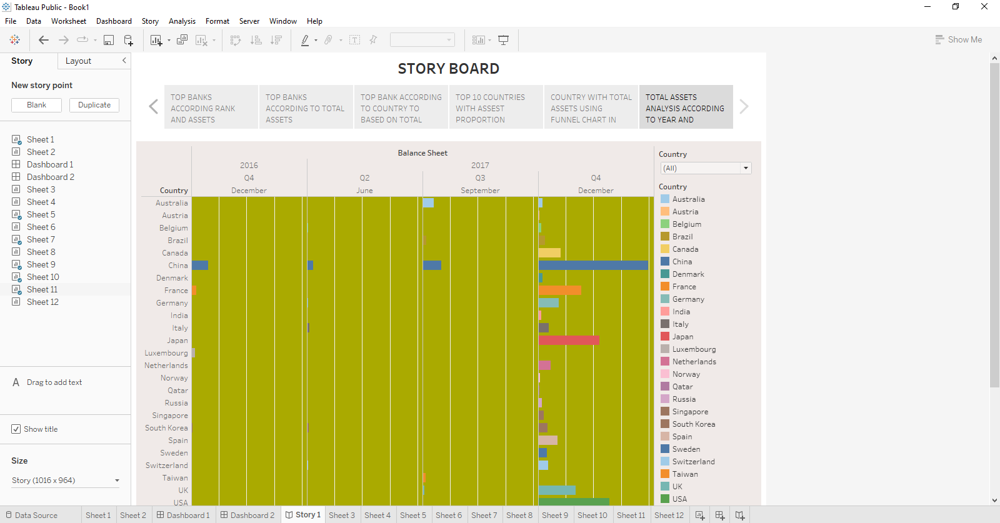 Tableau Public - Book1
File Data Worksheet Dashboard Story Analysis Format Server Window Help
Show Me
Story Layout
New story point
Blank Duplicate
Sheet 1
Sheet 2
Dashboard 1
Dashboard 2
Sheet 3
Sheet 4
Sheet 5
Sheet 6
Sheet 7
Sheet 8
Sheet 9
Sheet 10
Sheet 11
Sheet 12
A Drag to add text
Show title
Size
Story (1016 x 964)
STORY BOARD
TOP BANKS
ACCORDING RANK
AND ASSETS
TOP BANKS
ACCORDING TO TOTAL
ASSETS
TOP BANK ACCORDING
TO COUNTRY TO
BASED ON TOTAL
TOP 10 COUNTRIES
WITH ASSEST
PROPORTION
COUNTRY WITH TOTAL
ASSETS USING
FUNNEL CHART IN
TOTAL ASSETS
ANALYSIS ACCORDING
TO YEAR AND
Balance Sheet
2016 2017
Q4 Q2 Q3 Q4
Country December June September December
Australia
Austria
Belgium
Brazil
Canada
China
Denmark
France
Germany
India
Italy
Japan
Luxembourg
Netherlands
Norway
Qatar
Russia
Singapore
South Korea
Spain
Sweden
Switzerland
Taiwan
UK
USA
Country
(All)
Country
Australia
Austria
Belgium
Brazil
Canada
China
Denmark
France
Germany
India
Italy
Japan
Luxembourg
Netherlands
Norway
Qatar
Russia
Singapore
South Korea
Spain
Sweden
Switzerland
Taiwan
UK
USA
Data Source Sheet 1 Sheet 2 Dashboard 1 Dashboard 2 Story 1 Sheet 3 Sheet 4 Sheet 5 Sheet 6 Sheet 7 Sheet 8 Sheet 9 Sheet 10 Sheet 11 Sheet 12